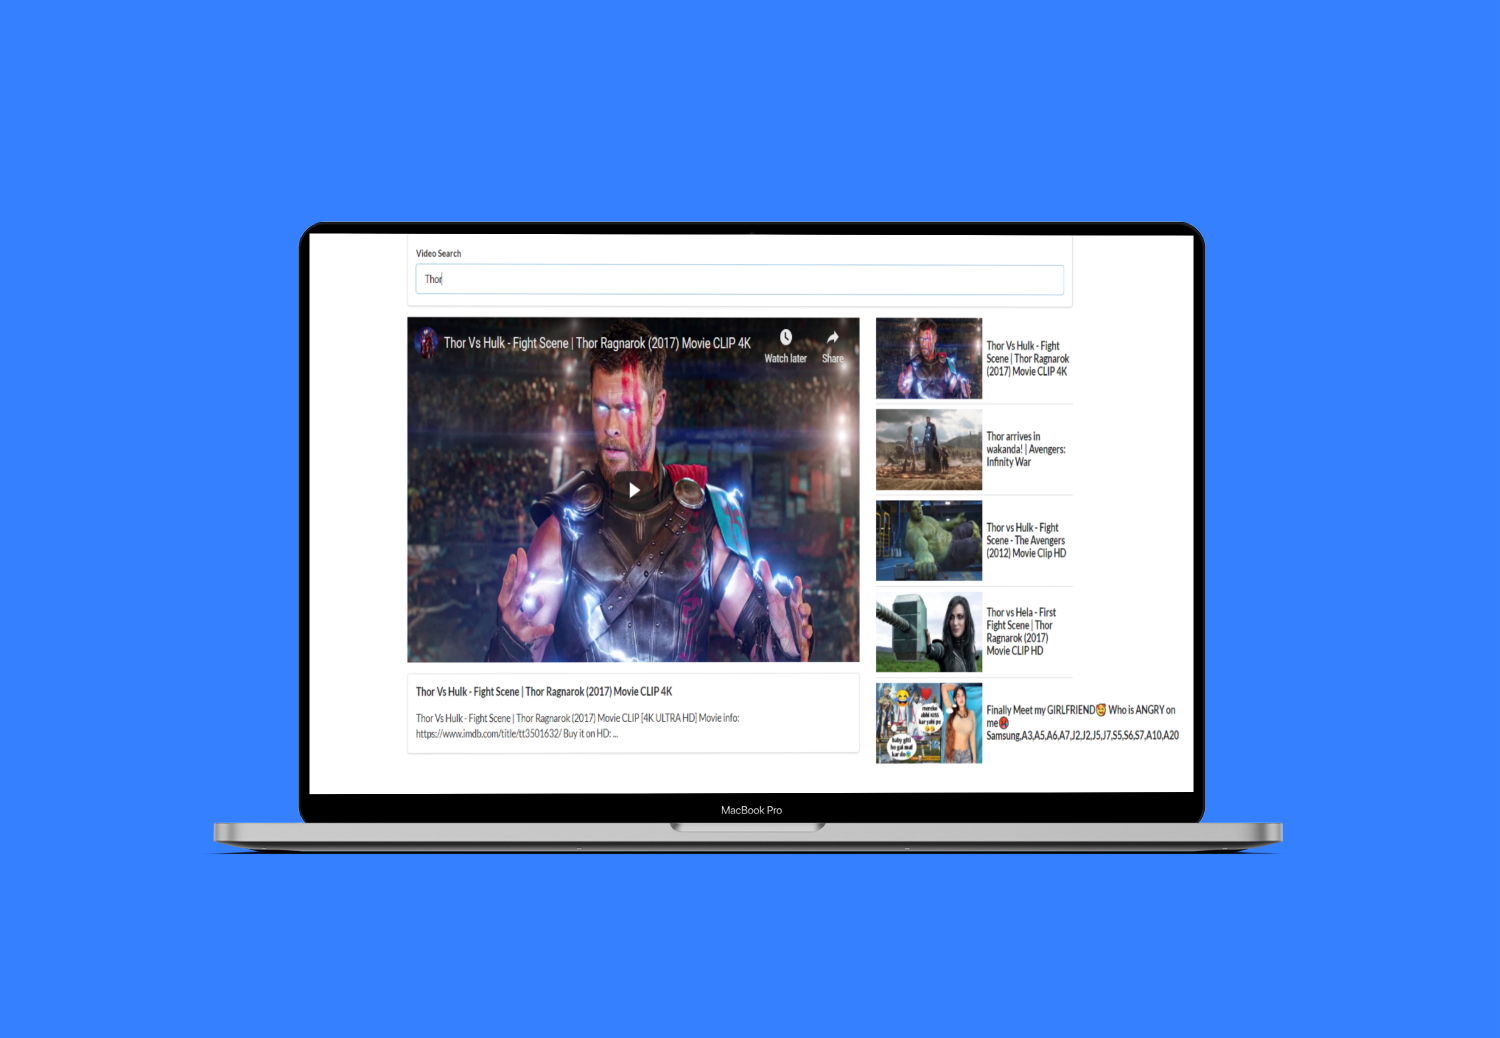 Video Search
Thor
Thor Vs Hulk - Fight Scene | Thor Ragnarok (2017) Movie CLIP 4K
Watch later
Share
Thor Vs Hulk - Fight
Scene | Thor Ragnarok
(2017) Movie CLIP 4K
Thor arrives in
wakanda! | Avengers:
Infinity War
Thor vs Hulk - Fight
Scene - The Avengers
(2012) Movie Clip HD
Thor vs Hela - First
Fight Scene | Thor
Ragnarok (2017)
Movie CLIP HD
Finally Meet my GIRLFRIEND🥰 Who is ANGRY on
me🤬
Samsung,A3,A5,A6,A7,J2,J2,J5,J7,S5,S6,S7,A10,A20
Thor Vs Hulk - Fight Scene | Thor Ragnarok (2017) Movie CLIP 4K
Thor Vs Hulk - Fight Scene | Thor Ragnarok (2017) Movie CLIP [4K ULTRA HD] Movie info:
https://www.imdb.com/title/tt3501632/ Buy it on HD: ...
MacBook Pro